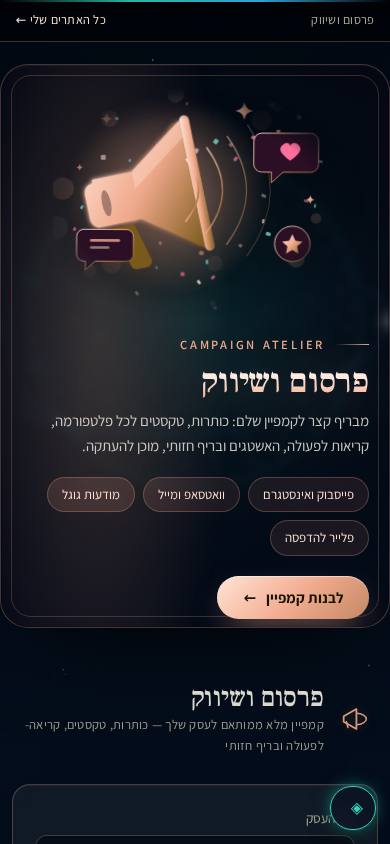 פרסום ושיווק
כל האתרים שלי ←
CAMPAIGN ATELIER
פרסום ושיווק
מבריף קצר לקמפיין שלם: כותרות, טקסטים לכל פלטפורמה,
קריאות לפעולה, האשטגים ובריף חזותי, מוכן להעתקה.
פייסבוק ואינסטגרם
וואטסאפ ומייל
מודעות גוגל
פלייר להדפסה
לבנות קמפיין ←
פרסום ושיווק
קמפיין מלא ממותאם לעסק שלך — כותרות, טקסטים, קריאה-
לפעולה ובריף חזותי
העסק